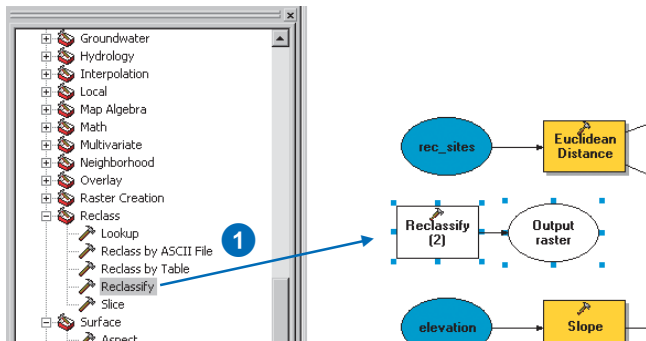 Groundwater
Hydrology
Interpolation
Local
Map Algebra
Math
Multivariate
Neighborhood
Overlay
Raster Creation
Reclass
Lookup
Reclass by ASCII File
Reclass by Table
Reclassify
Slice
Surface
Aspect
1
rec_sites
Euclidean
Distance
Reclassify
(2)
Output
raster
elevation
Slope